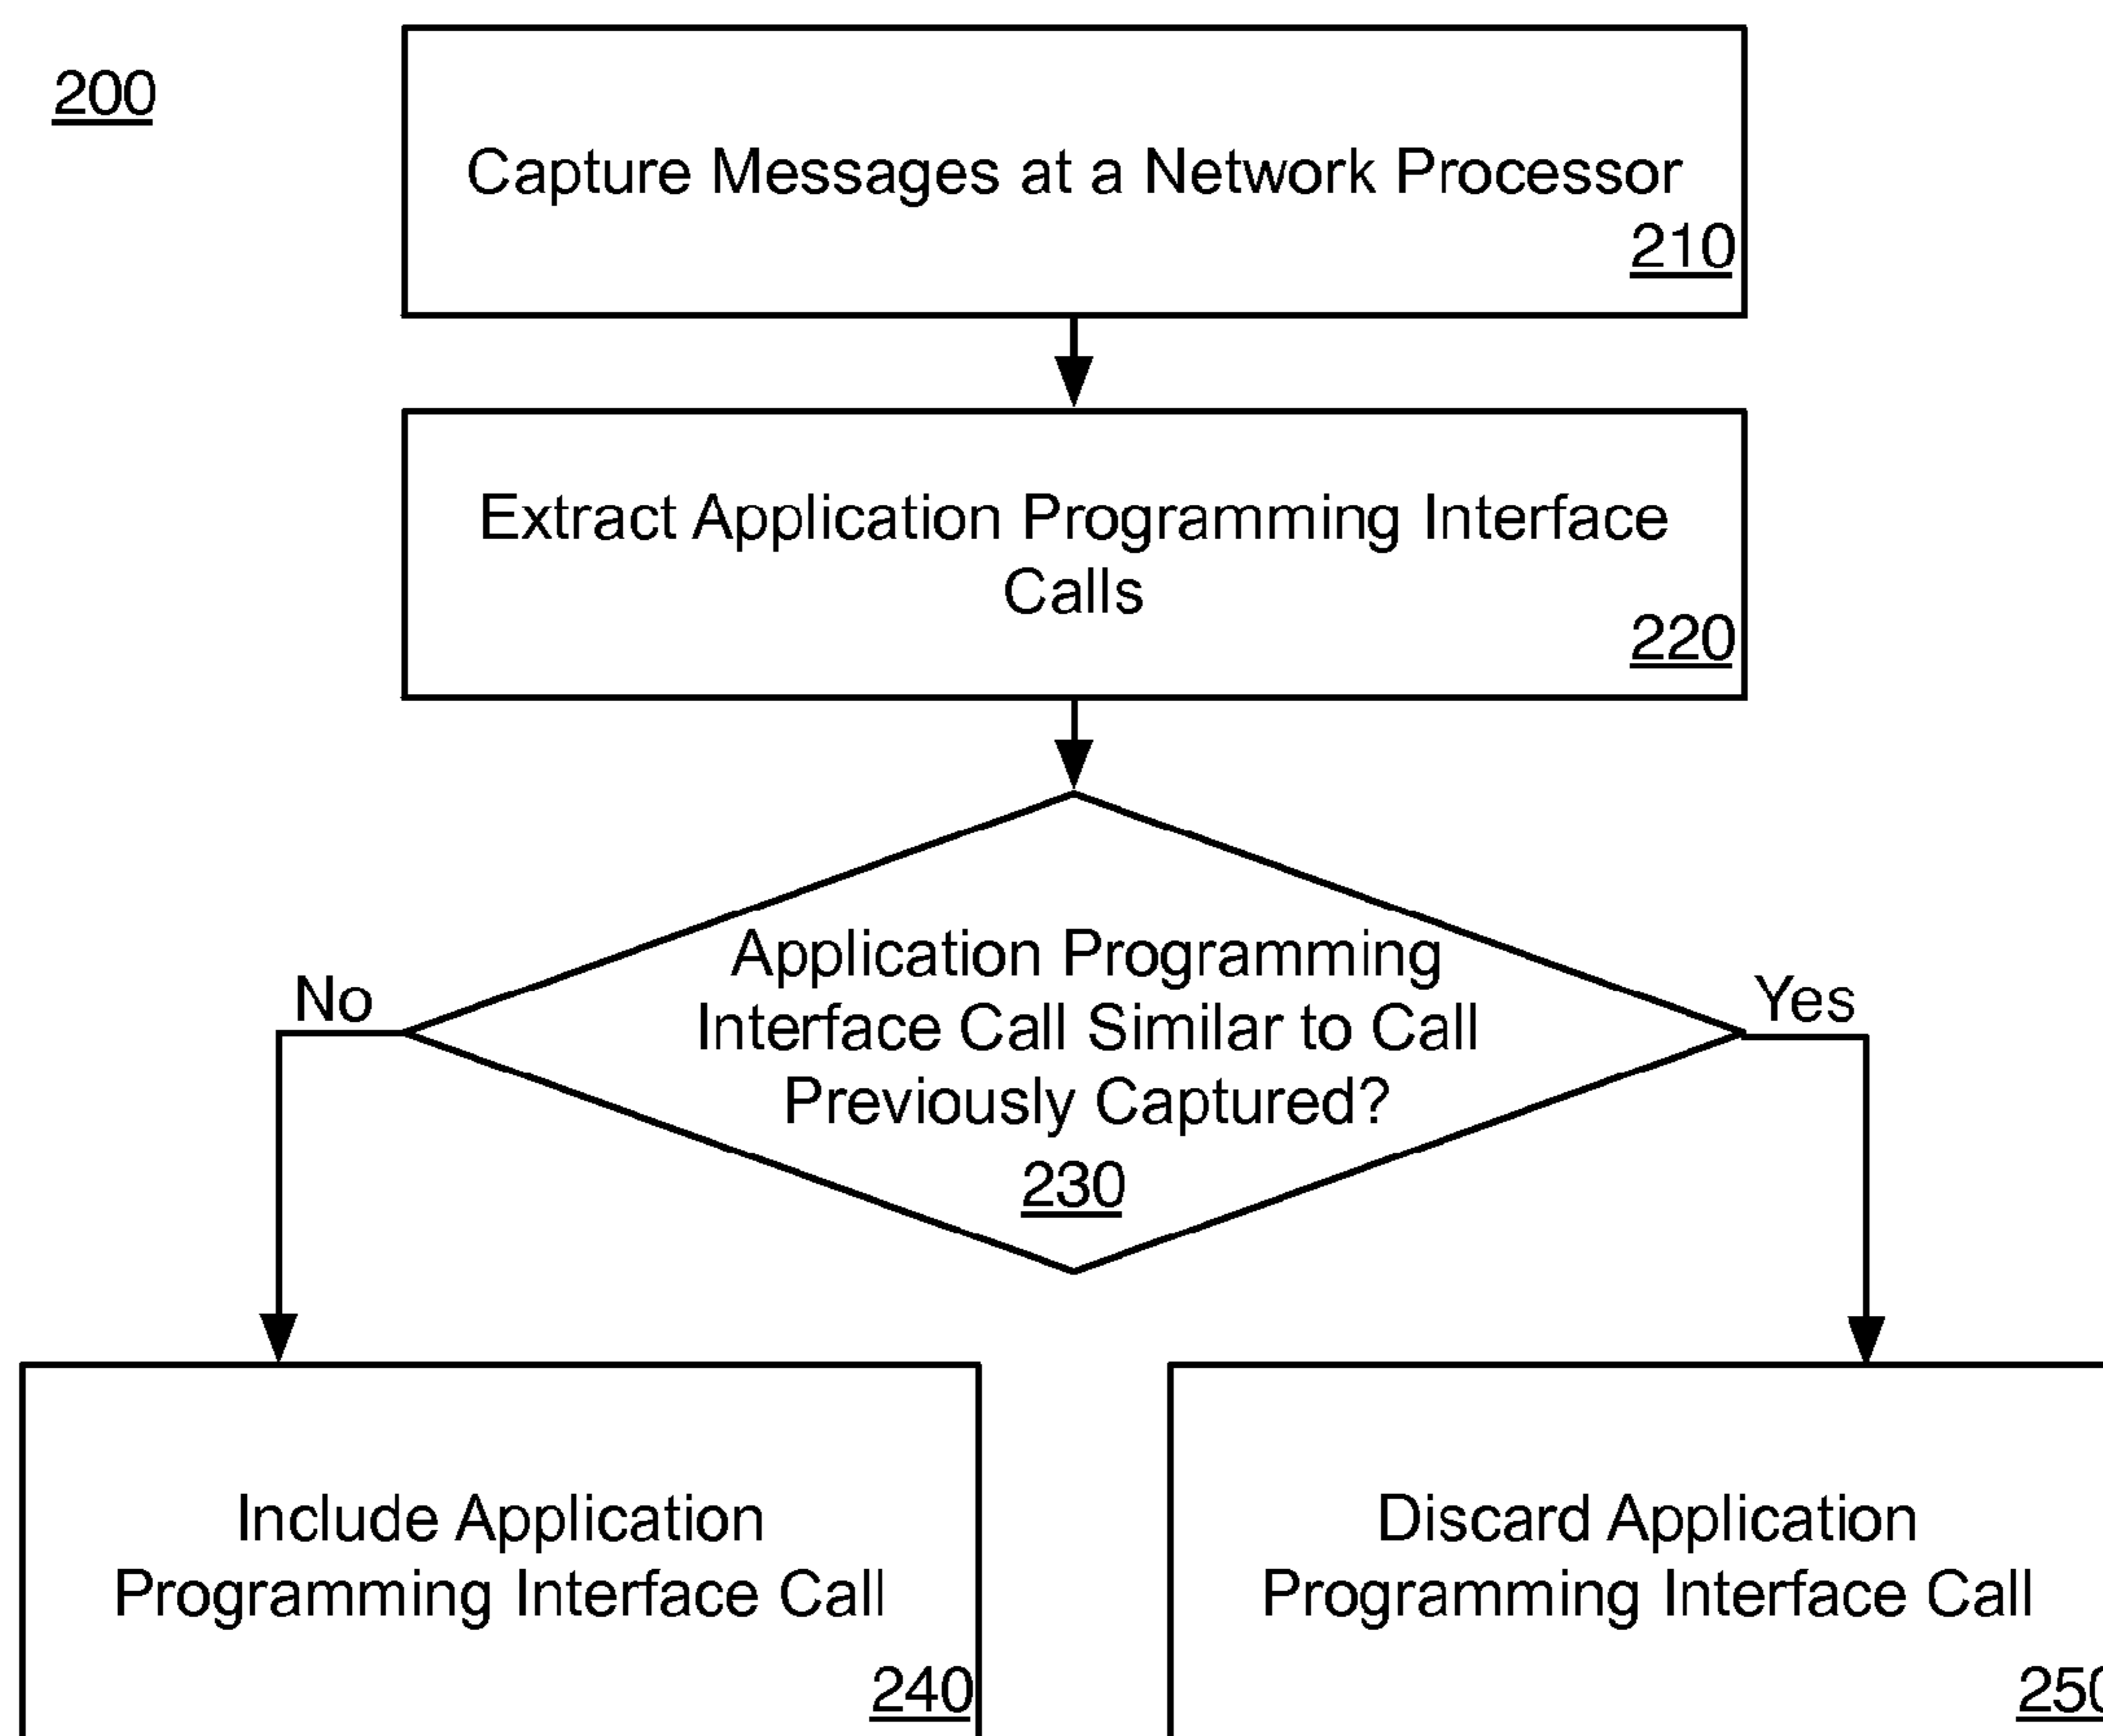 200
Capture Messages at a Network Processor
210
Extract Application Programming Interface
Calls
220
Application Programming
Interface Call Similar to Call
Previously Captured?
230
No
Yes
Include Application
Programming Interface Call
240
Discard Application
Programming Interface Call
250